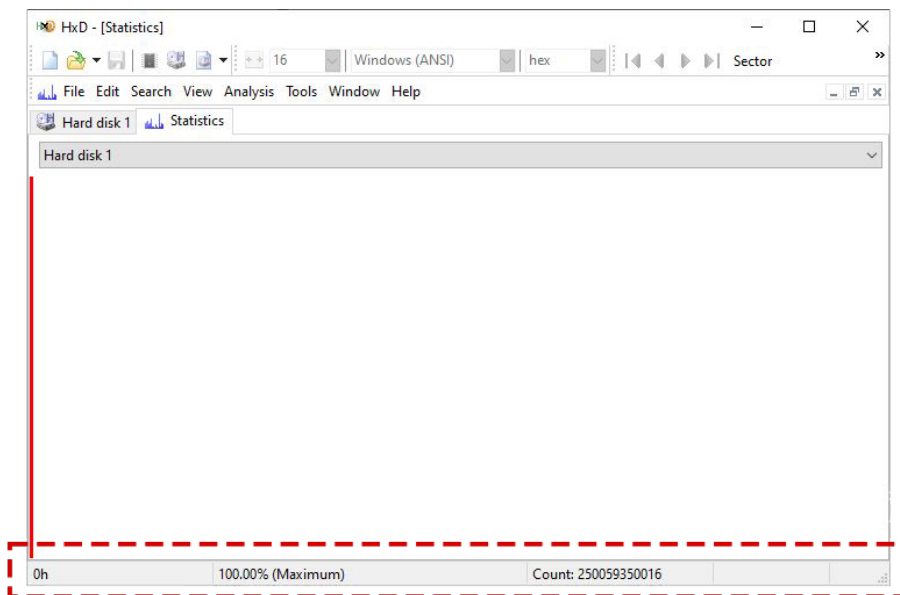 HxD - [Statistics]
16 Windows (ANSI) hex Sector »
File Edit Search View Analysis Tools Window Help
Hard disk 1 Statistics
Hard disk 1
0h 100.00% (Maximum) Count: 250059350016